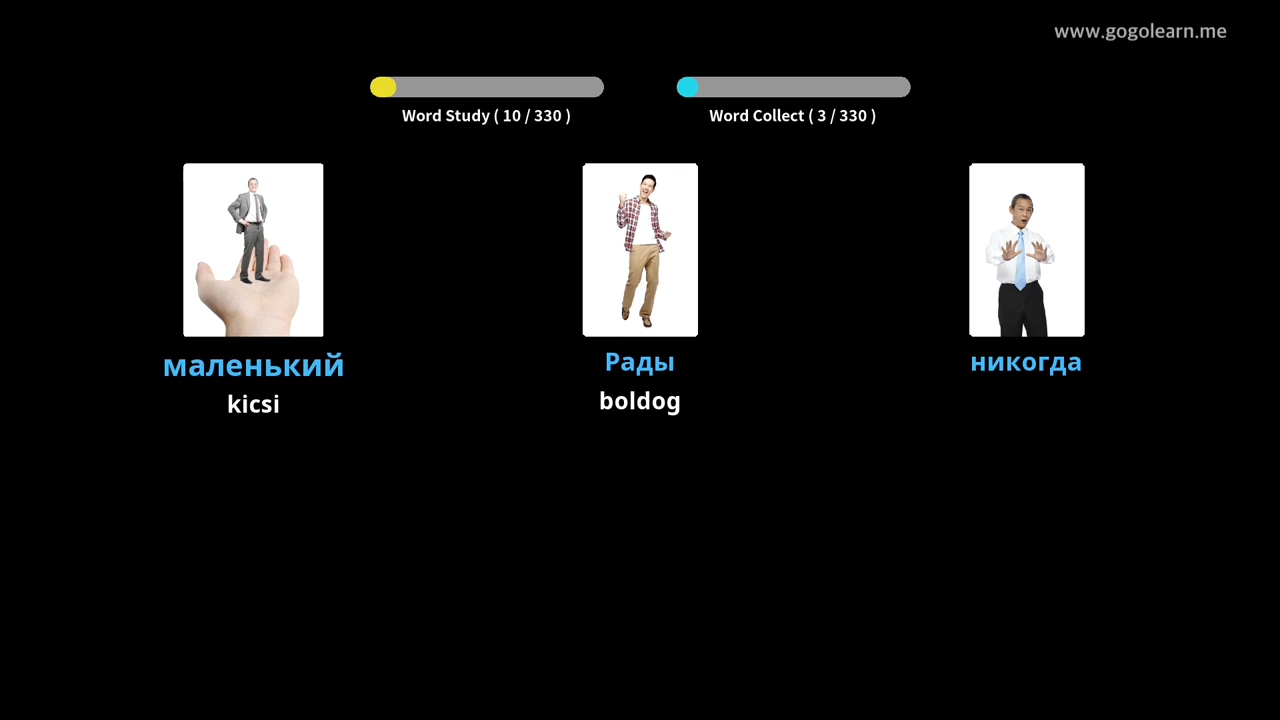 www.gogolearn.me
Word Study ( 10 / 330 )
Word Collect ( 3 / 330 )
маленький
kicsi
Рады
boldog
никогда